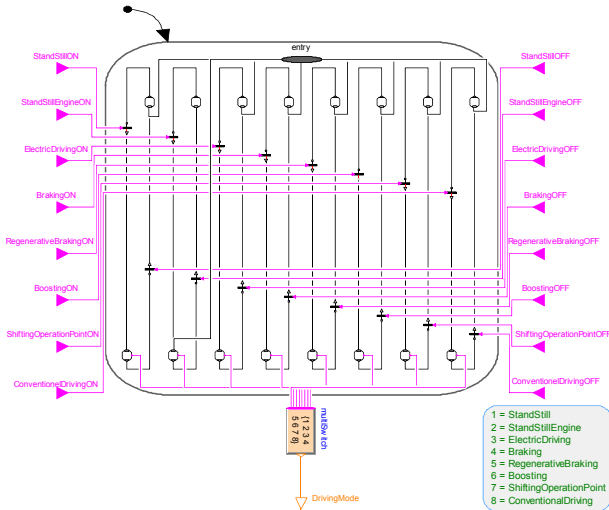 entry
StandStillON
StandStillOFF
StandStillEngineON
StandStillEngineOFF
ElectricDrivingON
ElectricDrivingOFF
BrakingON
BrakingOFF
RegenerativeBrakingON
RegenerativeBrakingOFF
BoostingON
BoostingOFF
ShiftingOperationPointON
ShiftingOperationPointOFF
ConventionelDrivingON
ConventionelDrivingOFF
{1 2 3 4
5 6 7 8}
multiSwitch
DrivingMode
1 = StandStill
2 = StandStillEngine
3 = ElectricDriving
4 = Braking
5 = RegenerativeBraking
6 = Boosting
7 = ShiftingOperationPoint
8 = ConventionalDriving